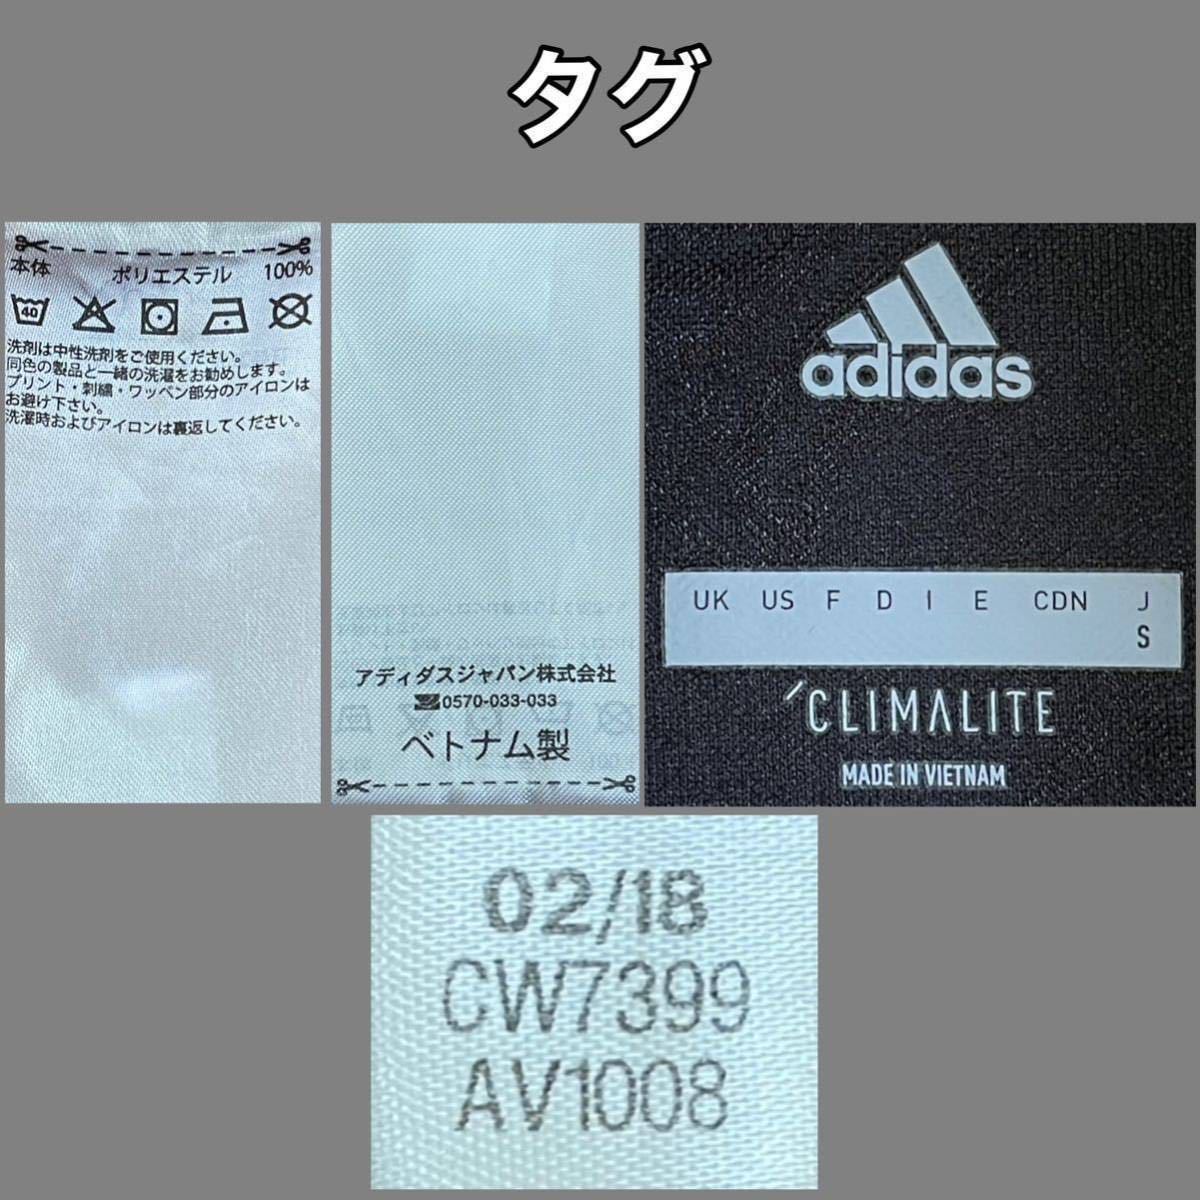 タグ
本体 ポリエステル 100%
40
洗剤は中性洗剤をご使用ください。
同色の製品と一緒の洗濯をお勧めします。
プリント・刺繍・ワッペン部分のアイロンは
お避け下さい。
洗濯時およびアイロンは裏返してください。
アディダスジャパン株式会社
0570-033-033
ベトナム製
adidas
UK US F D I E CDN J
S
CLIMALITE
MADE IN VIETNAM
02/18
CW7399
AV1008